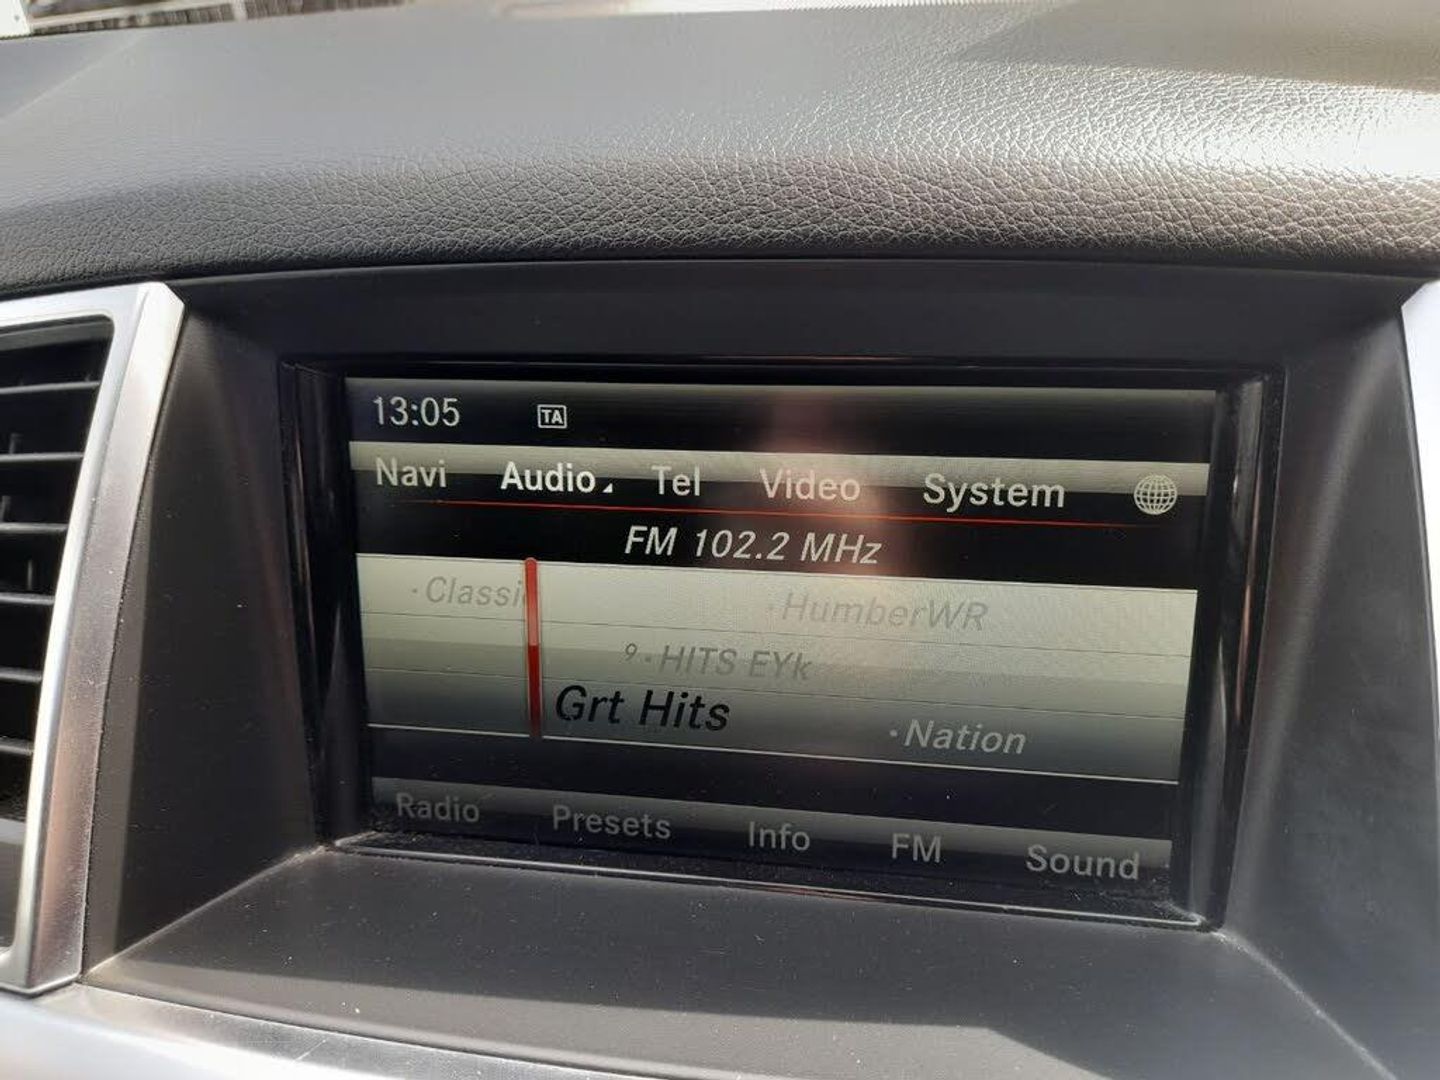 13:05 TA
Navi Audio Tel Video System
FM 102.2 MHz
·Classi ·HumberWR
9·HITS EYk
Grt Hits ·Nation
Radio Presets Info FM Sound